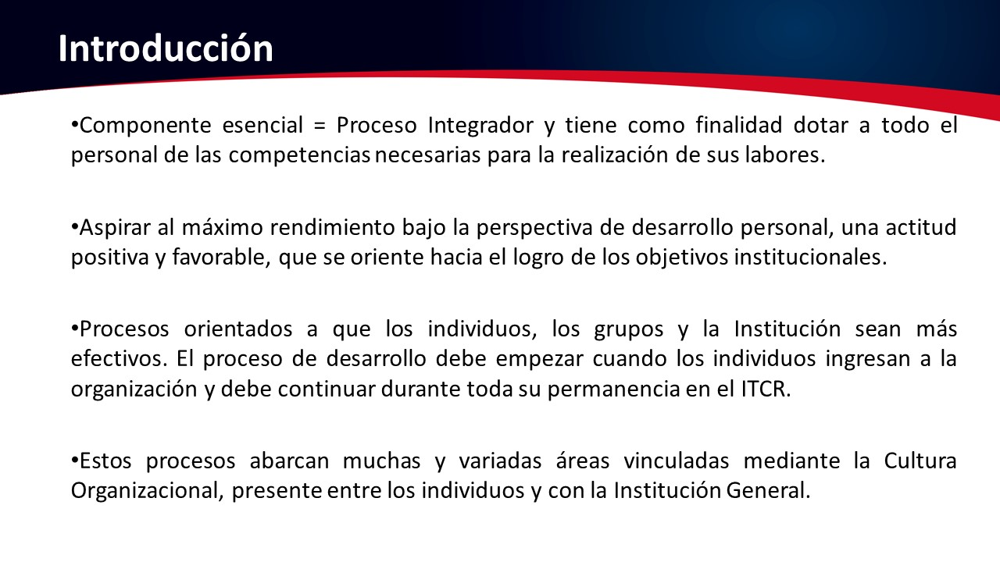 Introducción
•Componente esencial = Proceso Integrador y tiene como finalidad dotar a todo el
personal de las competencias necesarias para la realización de sus labores.
•Aspirar al máximo rendimiento bajo la perspectiva de desarrollo personal, una actitud
positiva y favorable, que se oriente hacia el logro de los objetivos institucionales.
•Procesos orientados a que los individuos, los grupos y la Institución sean más
efectivos. El proceso de desarrollo debe empezar cuando los individuos ingresan a la
organización y debe continuar durante toda su permanencia en el ITCR.
•Estos procesos abarcan muchas y variadas áreas vinculadas mediante la Cultura
Organizacional, presente entre los individuos y con la Institución General.